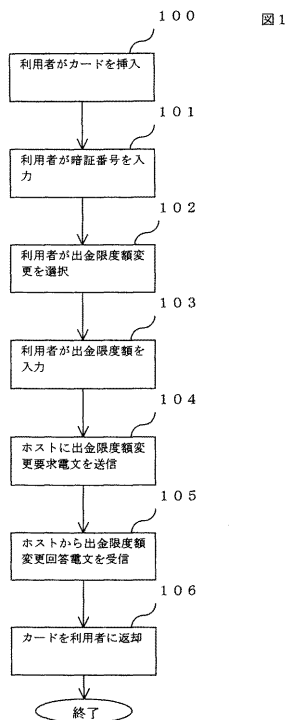 １００
図１
利用者がカードを挿入
１０１
利用者が暗証番号を入
力
１０２
利用者が出金限度額変
更を選択
１０３
利用者が出金限度額を
入力
１０４
ホストに出金限度額変
更要求電文を送信
１０５
ホストから出金限度額
変更回答電文を受信
１０６
カードを利用者に返却
終了